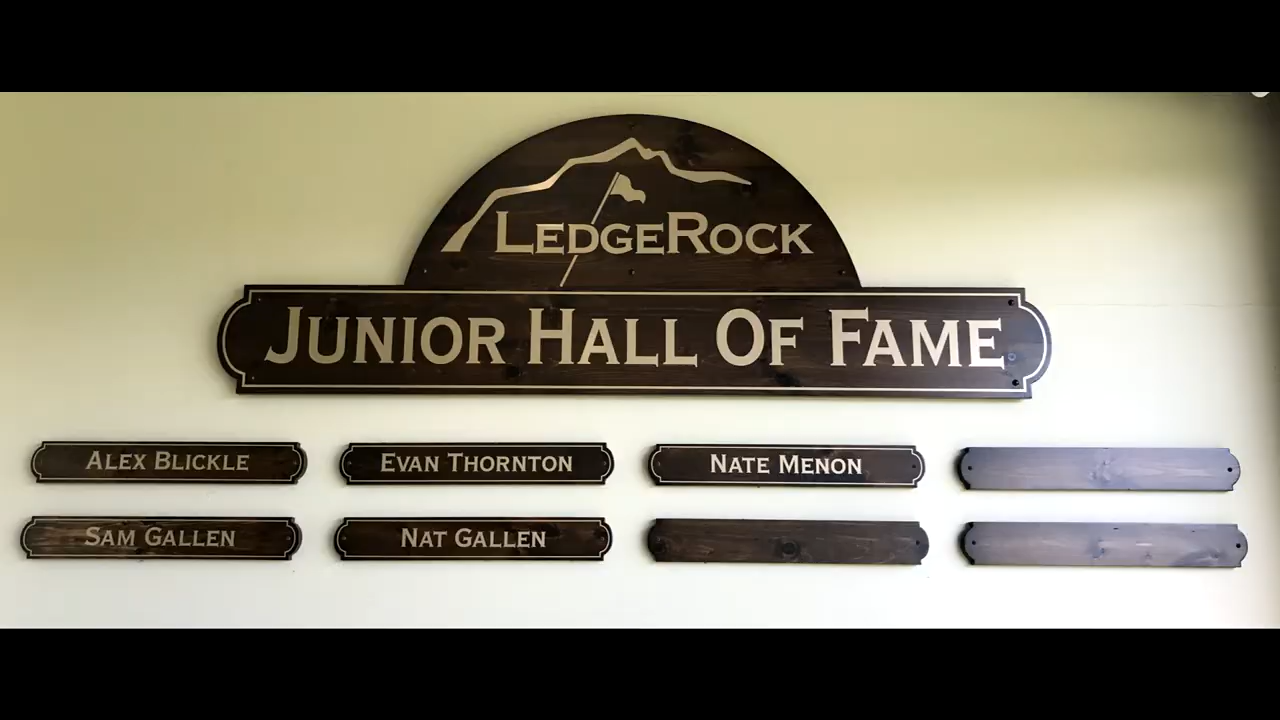 LEDGEROCK
JUNIOR HALL OF FAME
ALEX BLICKLE
EVAN THORNTON
NATE MENON
SAM GALLEN
NAT GALLEN